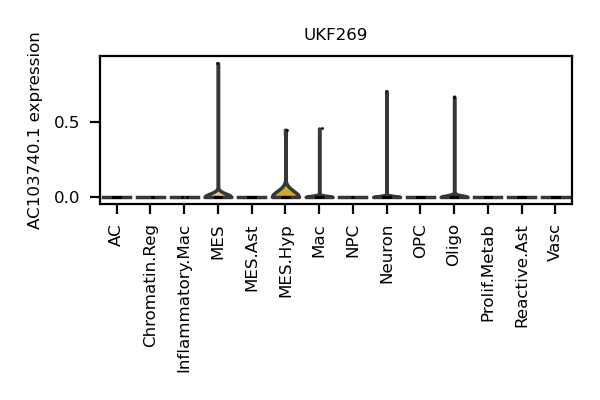 UKF269
AC103740.1 expression
0.5
0.0
AC
Chromatin.Reg
Inflammatory.Mac
MES
MES.Ast
MES.Hyp
Mac
NPC
Neuron
OPC
Oligo
Prolif.Metab
Reactive.Ast
Vasc